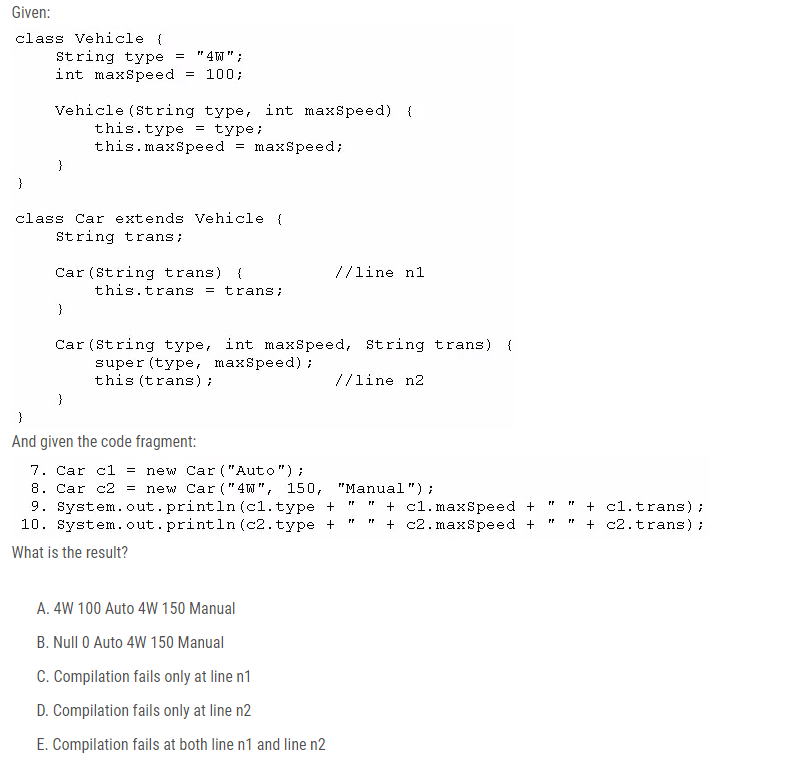 Given:
class Vehicle {
String type = "4W";
int maxSpeed = 100;
Vehicle(String type, int maxSpeed) {
this.type = type;
this.maxSpeed = maxSpeed;
}
}
class Car extends Vehicle {
String trans;
Car(String trans) { //line n1
this.trans = trans;
}
Car(String type, int maxSpeed, String trans) {
super(type, maxSpeed);
this(trans); //line n2
}
}
And given the code fragment:
7. Car c1 = new Car("Auto");
8. Car c2 = new Car("4W", 150, "Manual");
9. System.out.println(c1.type + " " + c1.maxSpeed + " " + c1.trans);
10. System.out.println(c2.type + " " + c2.maxSpeed + " " + c2.trans);
What is the result?
A. 4W 100 Auto 4W 150 Manual
B. Null 0 Auto 4W 150 Manual
C. Compilation fails only at line n1
D. Compilation fails only at line n2
E. Compilation fails at both line n1 and line n2